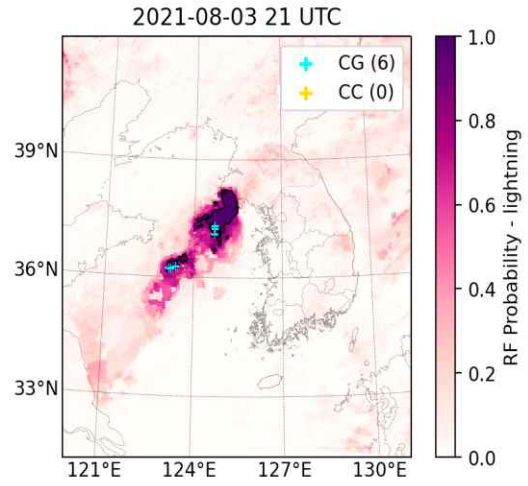 2021-08-03 21 UTC
CG (6)
CC (0)
39°N
36°N
33°N
121°E 124°E 127°E 130°E
1.0
0.8
0.6
0.4
0.2
0.0
RF Probability - lightning